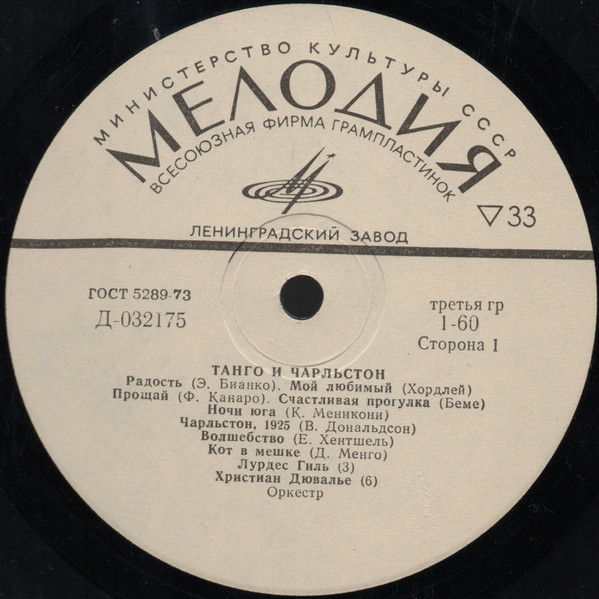 МИНИСТЕРСТВО КУЛЬТУРЫ СССР
МЕЛОДИЯ
ВСЕСОЮЗНАЯ ФИРМА ГРАМПЛАСТИНОК
▽33
ЛЕНИНГРАДСКИЙ ЗАВОД
ГОСТ 5289-73
Д-032175
третья гр
1-60
Сторона 1
ТАНГО И ЧАРЛЬСТОН
Радость (Э. Бианко). Мой любимый (Хордлей)
Прощай (Ф. Канаро). Счастливая прогулка (Беме)
Ночи юга (К. Меникони)
Чарльстон, 1925 (В. Дональдсон)
Волшебство (Е. Хентшель)
Кот в мешке (Д. Менго)
Лурдес Гиль (3)
Христиан Дювалье (6)
Оркестр